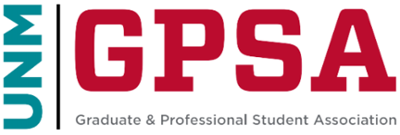 UNM
GPSA
Graduate & Professional Student Association